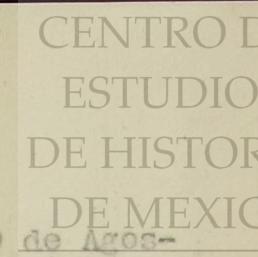 CENTRO D
ESTUDIO
DE HISTOR
DE MEXIC
de Agos-